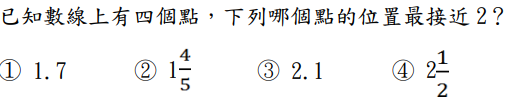 已知數線上有四個點，下列哪個點的位置最接近 2？
① 1.7 ② 1 4/5 ③ 2.1 ④ 2 1/2